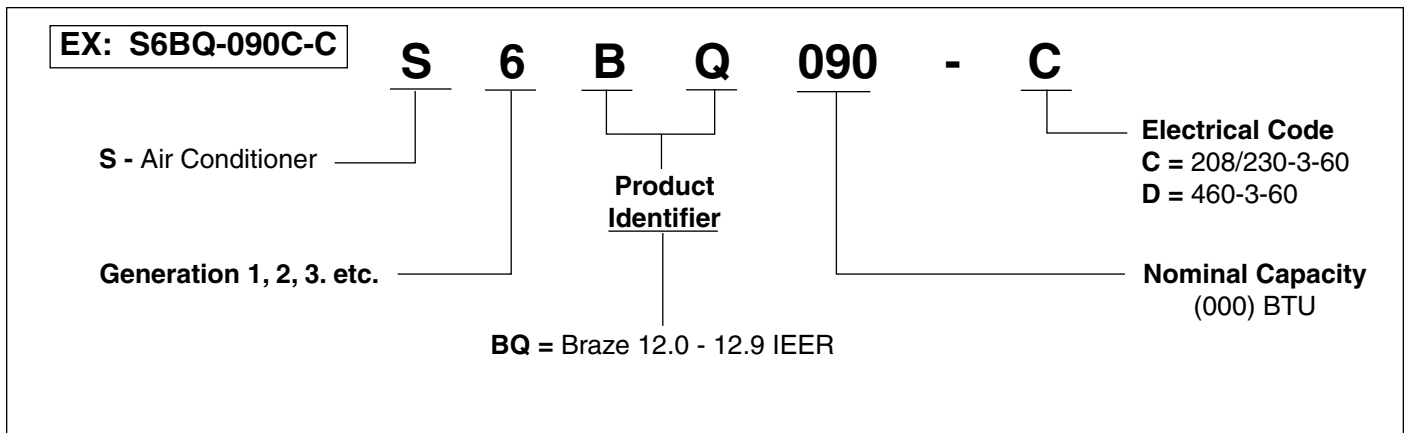 EX: S6BQ-090C-C
S 6 B Q 090 - C
S - Air Conditioner
Electrical Code
C = 208/230-3-60
D = 460-3-60
Product
Identifier
Generation 1, 2, 3. etc.
Nominal Capacity
(000) BTU
BQ = Braze 12.0 - 12.9 IEER